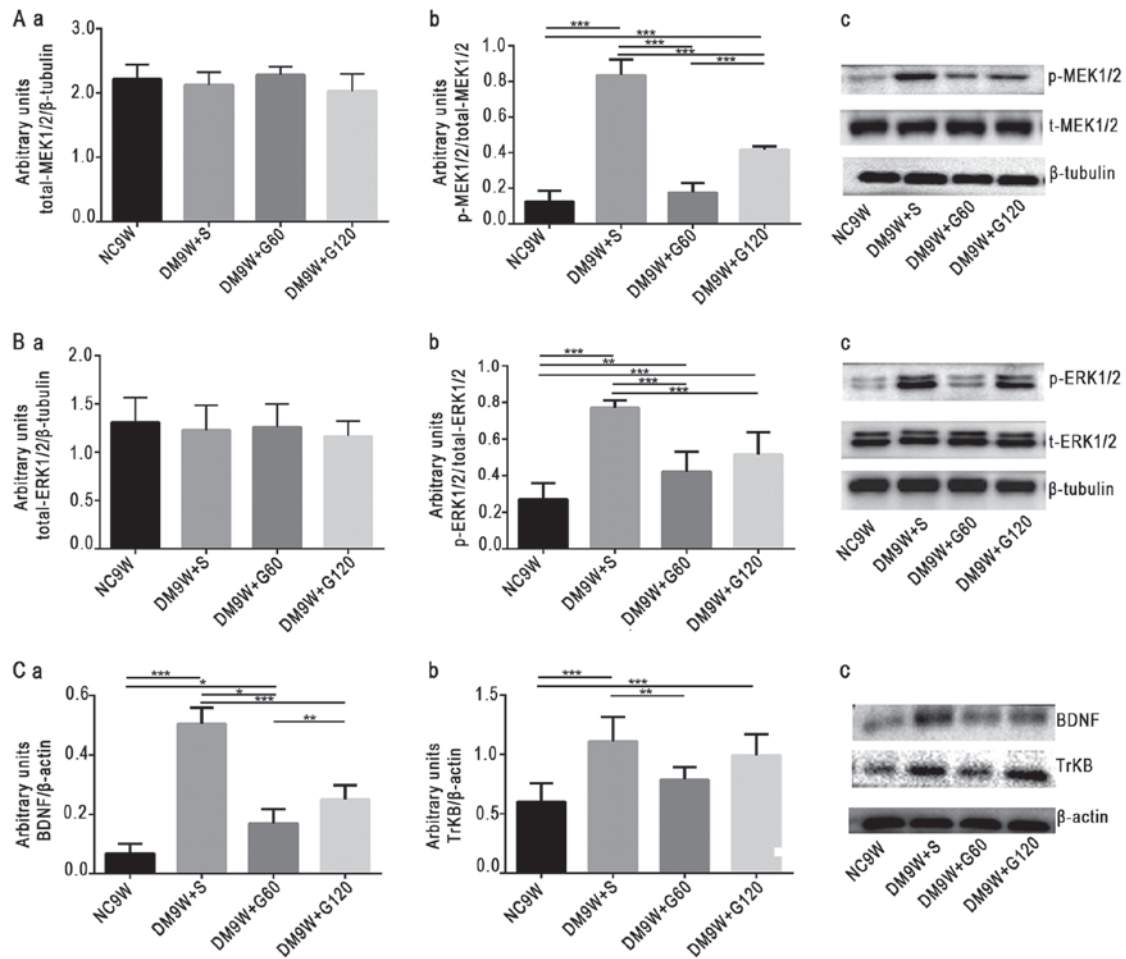 A a
Arbitrary units
total-MEK1/2/β-tubulin
3.0
2.0
1.0
0.0
NC9W
DM9W+S
DM9W+G60
DM9W+G120
b
Arbitrary units
p-MEK1/2/total-MEK1/2
1.0
0.8
0.6
0.4
0.2
0.0
***
***
***
***
***
NC9W
DM9W+S
DM9W+G60
DM9W+G120
c
p-MEK1/2
t-MEK1/2
β-tubulin
NC9W
DM9W+S
DM9W+G60
DM9W+G120
B a
Arbitrary units
total-ERK1/2/β-tubulin
2.0
1.5
1.0
0.5
0.0
NC9W
DM9W+S
DM9W+G60
DM9W+G120
b
Arbitrary units
p-ERK1/2/total-ERK1/2
1.0
0.8
0.6
0.4
0.2
0.0
***
**
***
***
***
NC9W
DM9W+S
DM9W+G60
DM9W+G120
c
p-ERK1/2
t-ERK1/2
β-tubulin
NC9W
DM9W+S
DM9W+G60
DM9W+G120
C a
Arbitrary units
BDNF/β-actin
0.6
0.4
0.2
0.0
***
*
*
***
**
NC9W
DM9W+S
DM9W+G60
DM9W+G120
b
Arbitrary units
TrKB/β-actin
1.5
1.0
0.5
0.0
***
***
**
NC9W
DM9W+S
DM9W+G60
DM9W+G120
c
BDNF
TrKB
β-actin
NC9W
DM9W+S
DM9W+G60
DM9W+G120